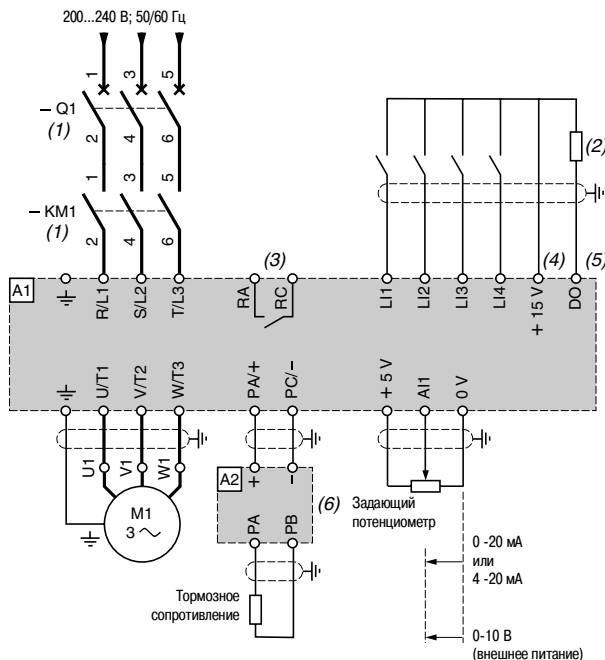 200...240 В; 50/60 Гц
1 3 5
– Q1
(1)
2 4 6
1 3 5
– KM1
(1)
2 4 6
(2)
(3)
(4)
(5)
A1
R/L1
S/L2
T/L3
RA
RC
LI1
LI2
LI3
LI4
+ 15 V
DO
U/T1
V/T2
W/T3
PA/+
PC/-
+ 5 V
AI1
0 V
U1
V1
W1
M1
3 ~
A2
+ -
(6)
PA
PB
Задающий
потенциометр
Тормозное
сопротивление
0 -20 мА
или
4 -20 мА
0-10 В
(внешнее питание)